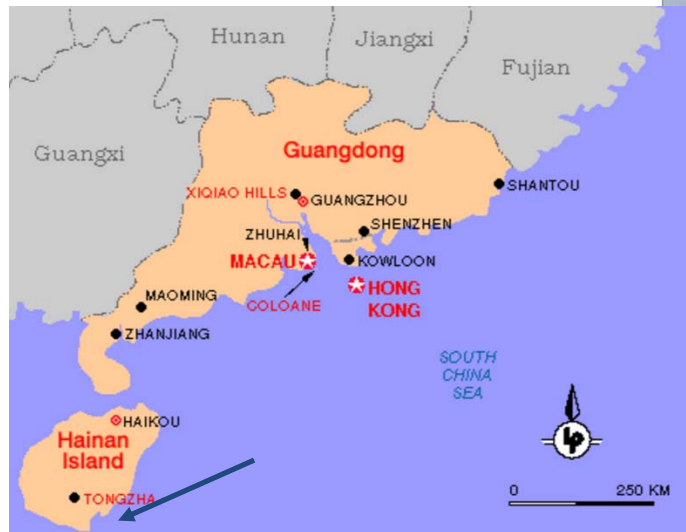 Hunan
Jiangxi
Fujian
Guangxi
Guangdong
XIQIAO HILLS
GUANGZHOU
SHANTOU
SHENZHEN
ZHUHAI
MACAU
KOWLOON
COLOANE
HONG
KONG
MAOMING
ZHANJIANG
SOUTH
CHINA
SEA
HAIKOU
Hainan
Island
TONGZHA
lp
0 250 KM